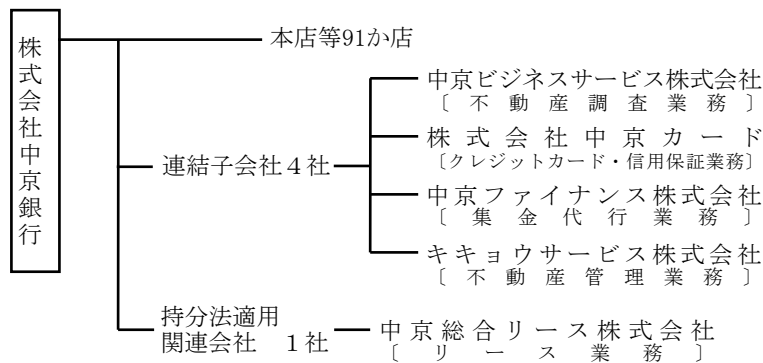 株式会社中京銀行
本店等91か店
連結子会社４社
中京ビジネスサービス株式会社
〔不動産調査業務〕
株式会社中京カード
〔クレジットカード・信用保証業務〕
中京ファイナンス株式会社
〔集金代行業務〕
キキョウサービス株式会社
〔不動産管理業務〕
持分法適用
関連会社　１社
中京総合リース株式会社
〔リース業務〕